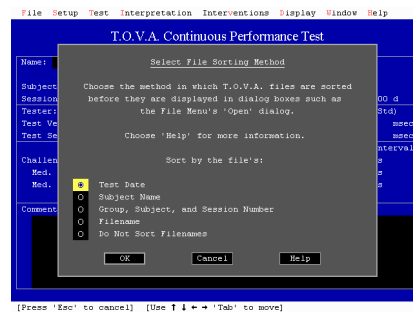 File Setup Test Interpretation Interventions Display Window Help
T.O.V.A. Continuous Performance Test
Name:
Select File Sorting Method
Subject
Choose the method in which T.O.V.A. files are sorted
Session
before they are displayed in dialog boxes such as
00 d
Tester:
the File Menu's 'Open' dialog.
Std)
Test Ve
msec
Test Se
Choose 'Help' for more information.
msec
nterval
Challen
Sort by the file's:
s
Med.
s
Med.
Test Date
s
Subject Name
Comment
Group, Subject, and Session Number
Filename
Do Not Sort Filenames
OK Cancel Help
[Press 'Esc' to cancel] [Use ↑ ↓ ← → 'Tab' to move]